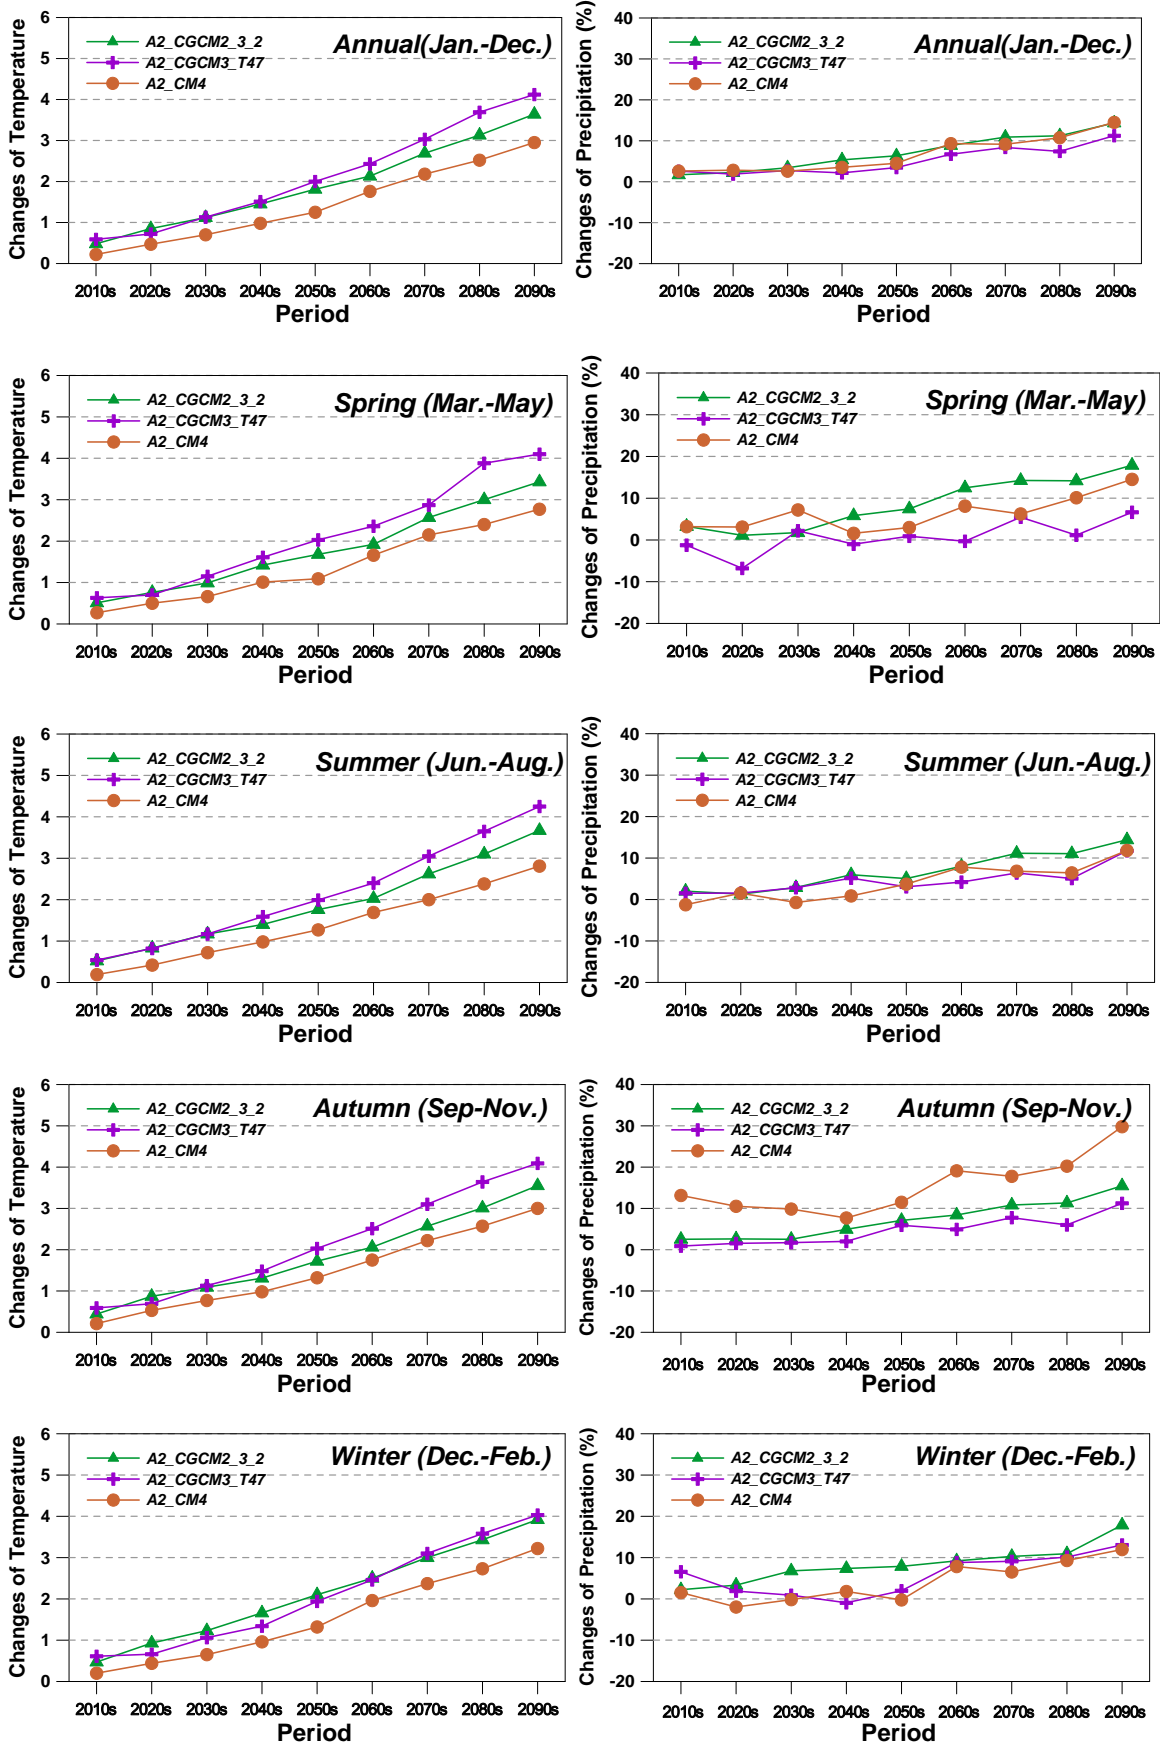 Changes of Temperature
6
5
4
3
2
1
0
A2_CGCM2_3_2
A2_CGCM3_T47
A2_CM4
Annual(Jan.-Dec.)
2010s 2020s 2030s 2040s 2050s 2060s 2070s 2080s 2090s
Period
Changes of Precipitation (%)
40
30
20
10
0
-10
-20
A2_CGCM2_3_2
A2_CGCM3_T47
A2_CM4
Annual(Jan.-Dec.)
2010s 2020s 2030s 2040s 2050s 2060s 2070s 2080s 2090s
Period
Changes of Temperature
6
5
4
3
2
1
0
A2_CGCM2_3_2
A2_CGCM3_T47
A2_CM4
Spring (Mar.-May)
2010s 2020s 2030s 2040s 2050s 2060s 2070s 2080s 2090s
Period
Changes of Precipitation (%)
40
30
20
10
0
-10
-20
A2_CGCM2_3_2
A2_CGCM3_T47
A2_CM4
Spring (Mar.-May)
2010s 2020s 2030s 2040s 2050s 2060s 2070s 2080s 2090s
Period
Changes of Temperature
6
5
4
3
2
1
0
A2_CGCM2_3_2
A2_CGCM3_T47
A2_CM4
Summer (Jun.-Aug.)
2010s 2020s 2030s 2040s 2050s 2060s 2070s 2080s 2090s
Period
Changes of Precipitation (%)
40
30
20
10
0
-10
-20
A2_CGCM2_3_2
A2_CGCM3_T47
A2_CM4
Summer (Jun.-Aug.)
2010s 2020s 2030s 2040s 2050s 2060s 2070s 2080s 2090s
Period
Changes of Temperature
6
5
4
3
2
1
0
A2_CGCM2_3_2
A2_CGCM3_T47
A2_CM4
Autumn (Sep-Nov.)
2010s 2020s 2030s 2040s 2050s 2060s 2070s 2080s 2090s
Period
Changes of Precipitation (%)
40
30
20
10
0
-10
-20
A2_CGCM2_3_2
A2_CGCM3_T47
A2_CM4
Autumn (Sep-Nov.)
2010s 2020s 2030s 2040s 2050s 2060s 2070s 2080s 2090s
Period
Changes of Temperature
6
5
4
3
2
1
0
A2_CGCM2_3_2
A2_CGCM3_T47
A2_CM4
Winter (Dec.-Feb.)
2010s 2020s 2030s 2040s 2050s 2060s 2070s 2080s 2090s
Period
Changes of Precipitation (%)
40
30
20
10
0
-10
-20
A2_CGCM2_3_2
A2_CGCM3_T47
A2_CM4
Winter (Dec.-Feb.)
2010s 2020s 2030s 2040s 2050s 2060s 2070s 2080s 2090s
Period